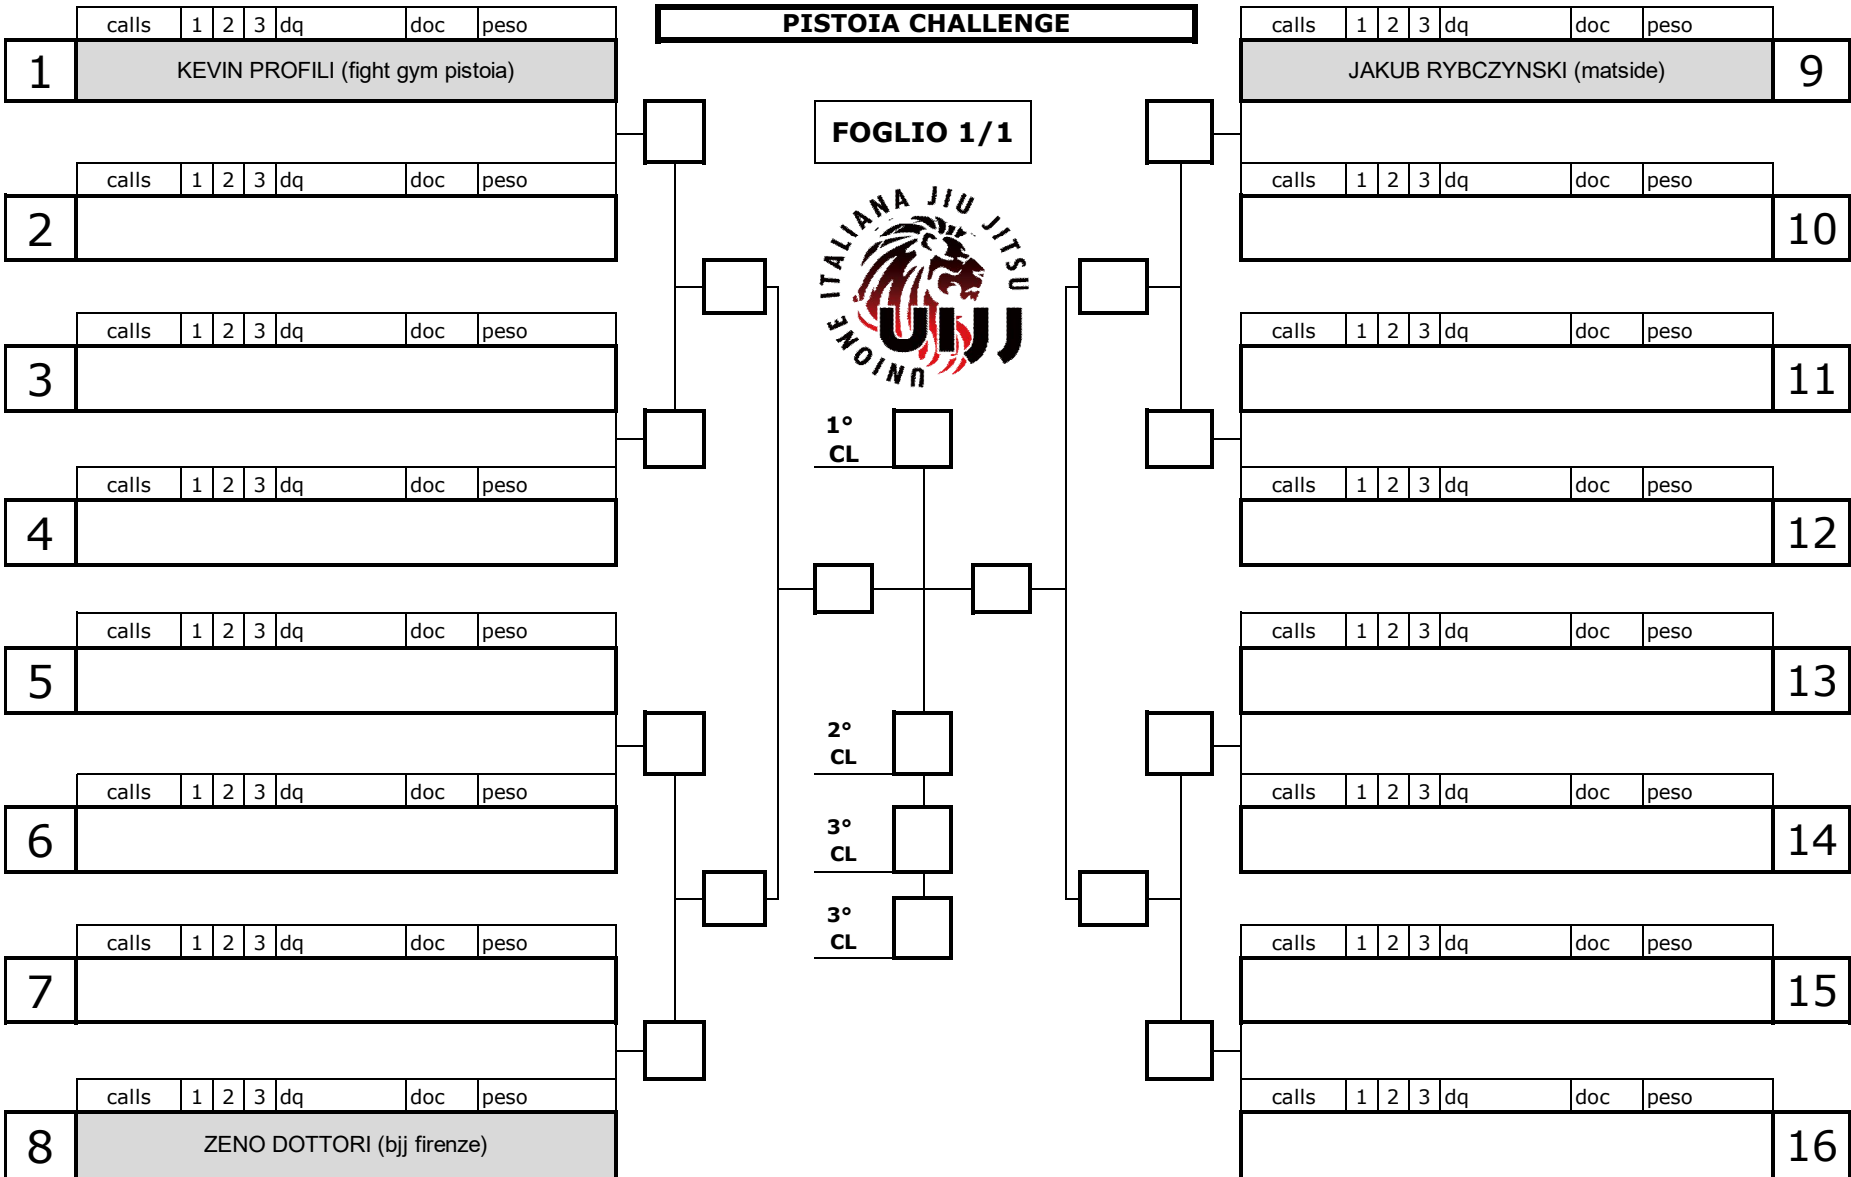 PISTOIA CHALLENGE
calls 1 2 3 dq doc peso
1 KEVIN PROFILI (fight gym pistoia)
calls 1 2 3 dq doc peso
2
calls 1 2 3 dq doc peso
3
calls 1 2 3 dq doc peso
4
calls 1 2 3 dq doc peso
5
calls 1 2 3 dq doc peso
6
calls 1 2 3 dq doc peso
7
calls 1 2 3 dq doc peso
8 ZENO DOTTORI (bjj firenze)
FOGLIO 1/1
UNIONE ITALIANA JIU JITSU
UIJJ
1°
CL
2°
CL
3°
CL
3°
CL
calls 1 2 3 dq doc peso
JAKUB RYBCZYNSKI (matside) 9
calls 1 2 3 dq doc peso
10
calls 1 2 3 dq doc peso
11
calls 1 2 3 dq doc peso
12
calls 1 2 3 dq doc peso
13
calls 1 2 3 dq doc peso
14
calls 1 2 3 dq doc peso
15
calls 1 2 3 dq doc peso
16